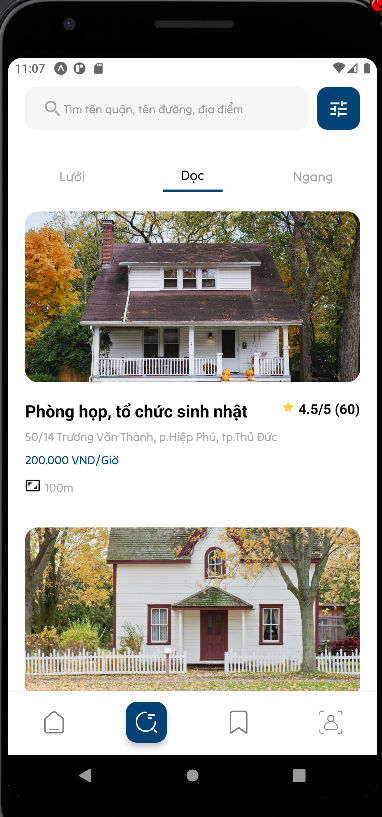 11:07
Tìm tên quận, tên đường, địa điểm
Lưới Dọc Ngang
Phòng họp, tổ chức sinh nhật 4.5/5 (60)
50/14 Trương Văn Thành, p.Hiệp Phú, tp.Thủ Đức
200,000 VND/Giờ
100m